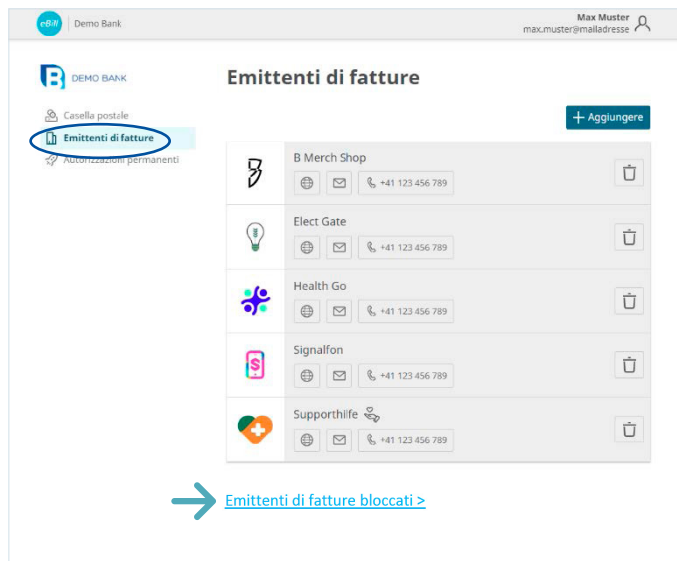 eBill Demo Bank
Max Muster
max.muster@mailadresse
DEMO BANK
Emittenti di fatture
Casella postale
+ Aggiungere
Emittenti di fatture
Autorizzazioni permanenti
B Merch Shop
+41 123 456 789
Elect Gate
+41 123 456 789
Health Go
+41 123 456 789
Signalfon
+41 123 456 789
Supporthilfe
+41 123 456 789
Emittenti di fatture bloccati >